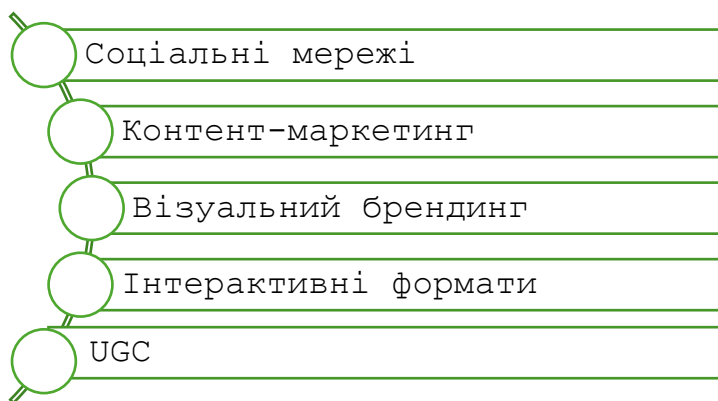 Соціальні мережі
Контент-маркетинг
Візуальний брендинг
Інтерактивні формати
UGC